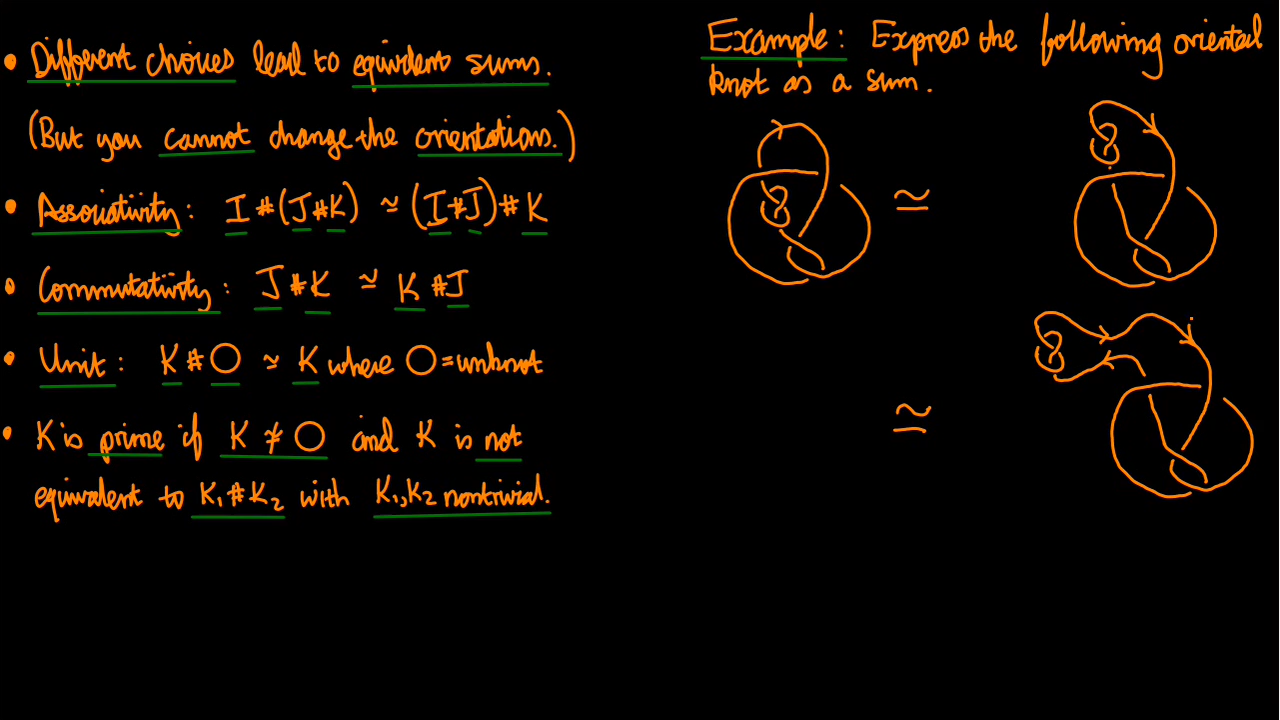 • Different choices lead to equivalent sums.
(But you cannot change the orientations.)
• Associativity: I # (J # K) ≃ (I # J) # K
• Commutativity: J # K ≃ K # J
• Unit: K # ○ ≃ K where ○ = unknot
• K is prime if K ≄ ○ and K is not
equivalent to K₁ # K₂ with K₁, K₂ nontrivial.
Example: Express the following oriented
knot as a sum.
≃
≃